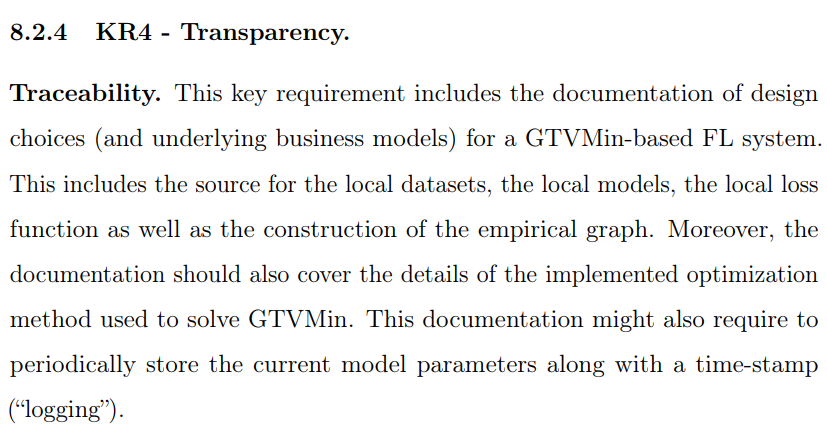 8.2.4 KR4 - Transparency.
Traceability. This key requirement includes the documentation of design
choices (and underlying business models) for a GTVMin-based FL system.
This includes the source for the local datasets, the local models, the local loss
function as well as the construction of the empirical graph. Moreover, the
documentation should also cover the details of the implemented optimization
method used to solve GTVMin. This documentation might also require to
periodically store the current model parameters along with a time-stamp
(“logging”).